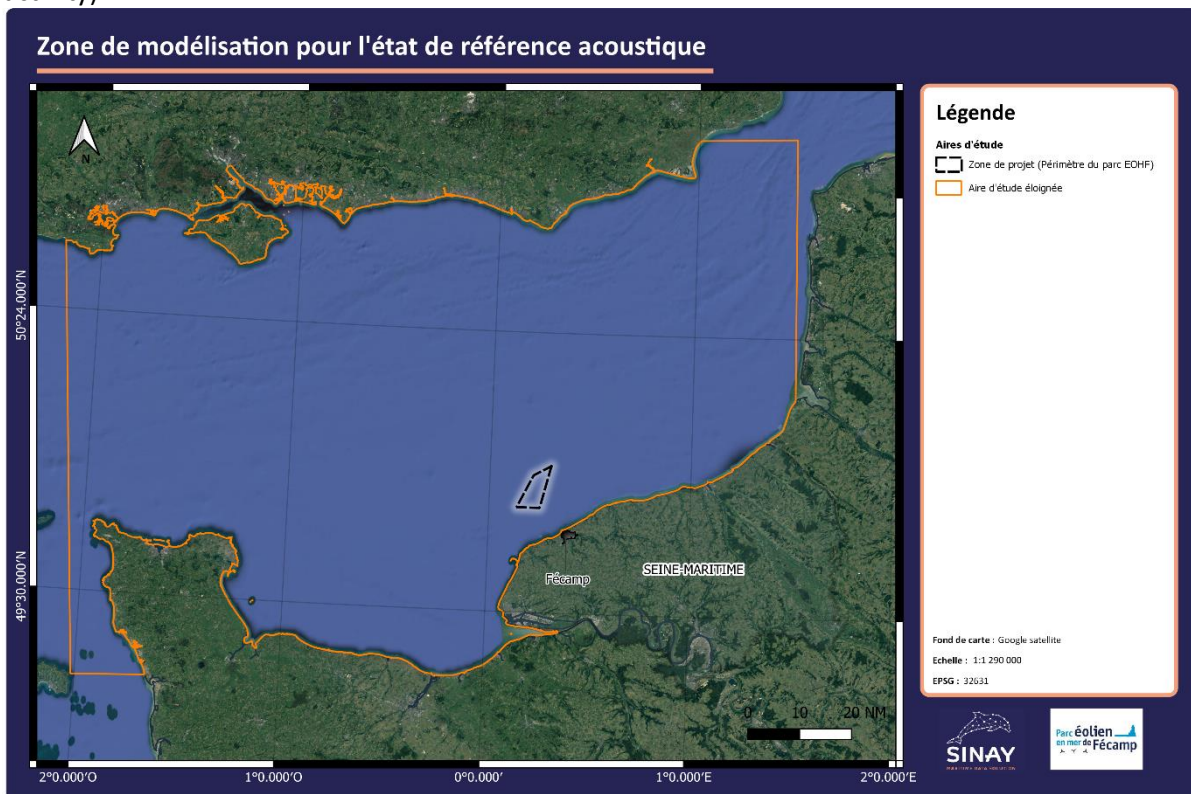 Zone de modélisation pour l'état de référence acoustique
N
50°24.000'N
49°30.000'N
Fécamp
SEINE-MARITIME
0 10 20 NM
2°0.000'O 1°0.000'O 0°0.000' 1°0.000'E 2°0.000'E
Légende
Aires d'étude
Zone de projet (Périmètre du parc EOHF)
Aire d'étude éloignée
Fond de carte : Google satellite
Echelle : 1:1 290 000
EPSG : 32631
SINAY
Parc éolien
en mer de Fécamp